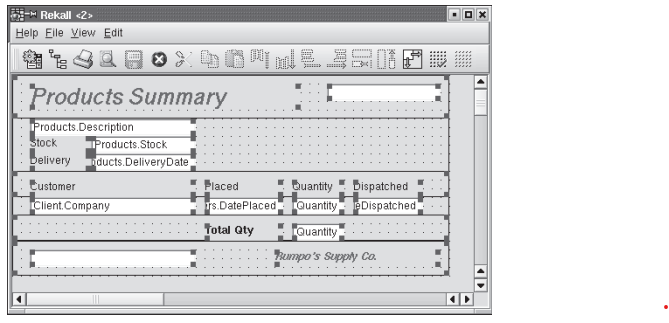 Rekall <2>
Help File View Edit
Products Summary
Products.Description
Stock Products.Stock
Delivery oducts.DeliveryDate
Customer Placed Quantity Dispatched
Client.Company rs.DatePlaced Quantity eDispatched
Total Qty Quantity
Rumpo's Supply Co.